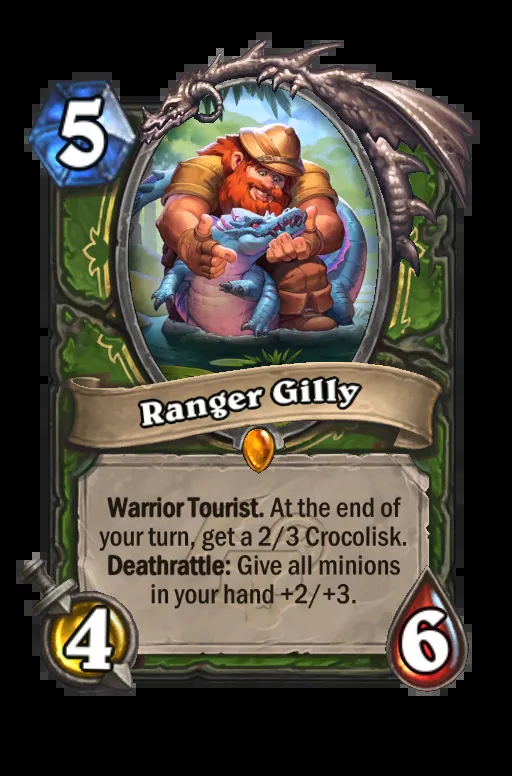 5
Ranger Gilly
Warrior Tourist. At the end of
your turn, get a 2/3 Crocolisk.
Deathrattle: Give all minions
in your hand +2/+3.
4
6